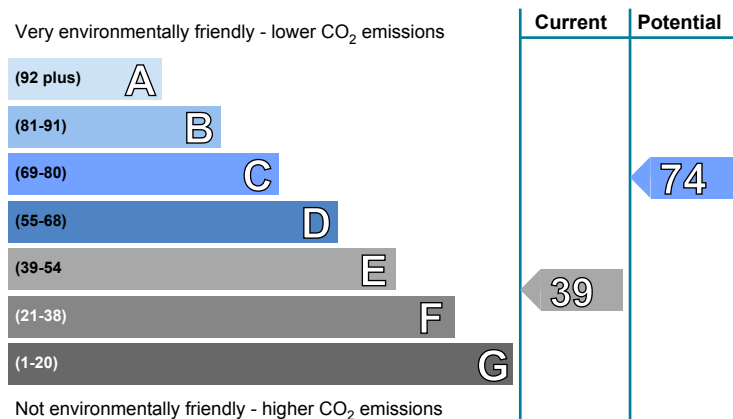 Current Potential
Very environmentally friendly - lower CO2 emissions
(92 plus) A
(81-91) B
(69-80) C
74
(55-68) D
(39-54 E
39
(21-38) F
(1-20) G
Not environmentally friendly - higher CO2 emissions